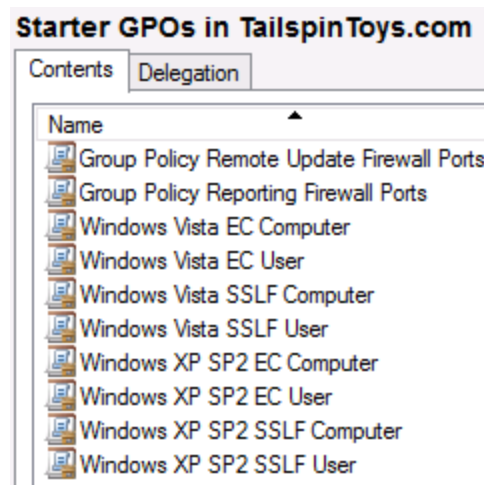 Starter GPOs in TailspinToys.com
Contents Delegation
Name
Group Policy Remote Update Firewall Ports
Group Policy Reporting Firewall Ports
Windows Vista EC Computer
Windows Vista EC User
Windows Vista SSLF Computer
Windows Vista SSLF User
Windows XP SP2 EC Computer
Windows XP SP2 EC User
Windows XP SP2 SSLF Computer
Windows XP SP2 SSLF User